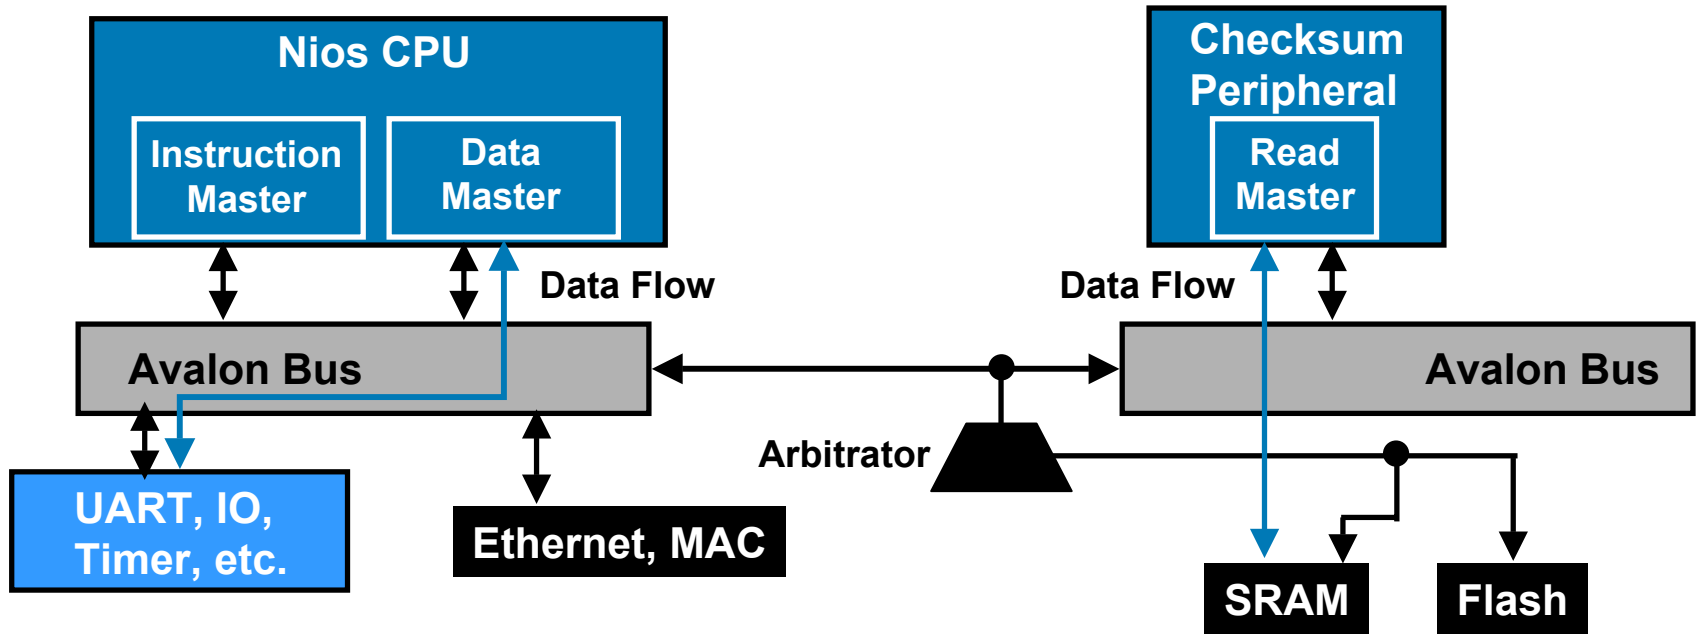 Nios CPU
Instruction
Master
Data
Master
Checksum
Peripheral
Read
Master
Data Flow
Data Flow
Avalon Bus
Avalon Bus
Arbitrator
UART, IO,
Timer, etc.
Ethernet, MAC
SRAM
Flash